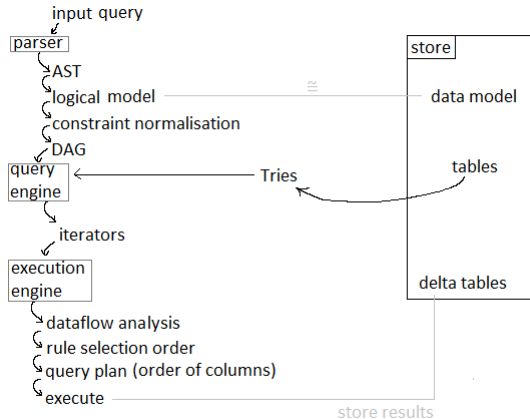 input query
parser
store
AST
≅
logical model
data model
constraint normalisation
DAG
query
engine
Tries
tables
iterators
execution
engine
delta tables
dataflow analysis
rule selection order
query plan (order of columns)
execute
store results